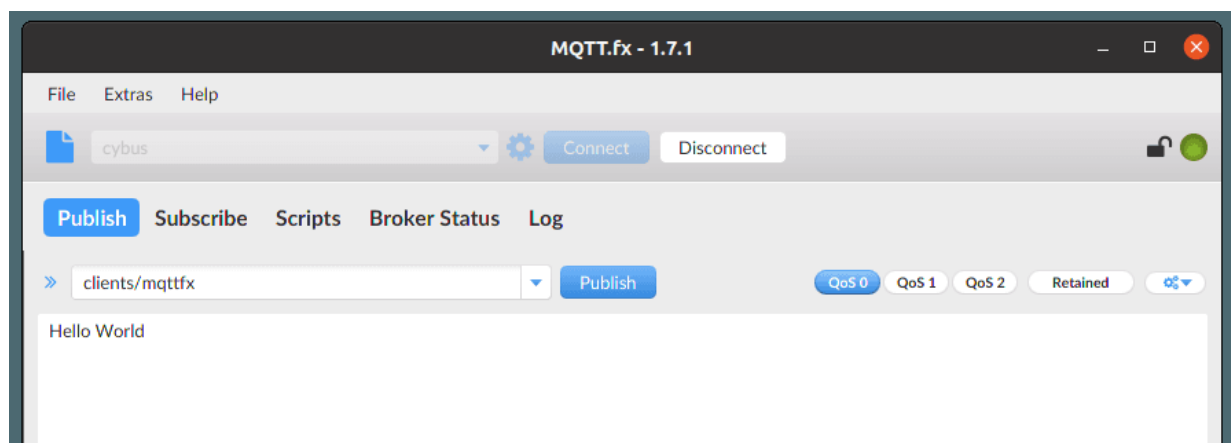 MQTT.fx - 1.7.1
File Extras Help
cybus Connect Disconnect
Publish Subscribe Scripts Broker Status Log
clients/mqttfx Publish QoS 0 QoS 1 QoS 2 Retained
Hello World